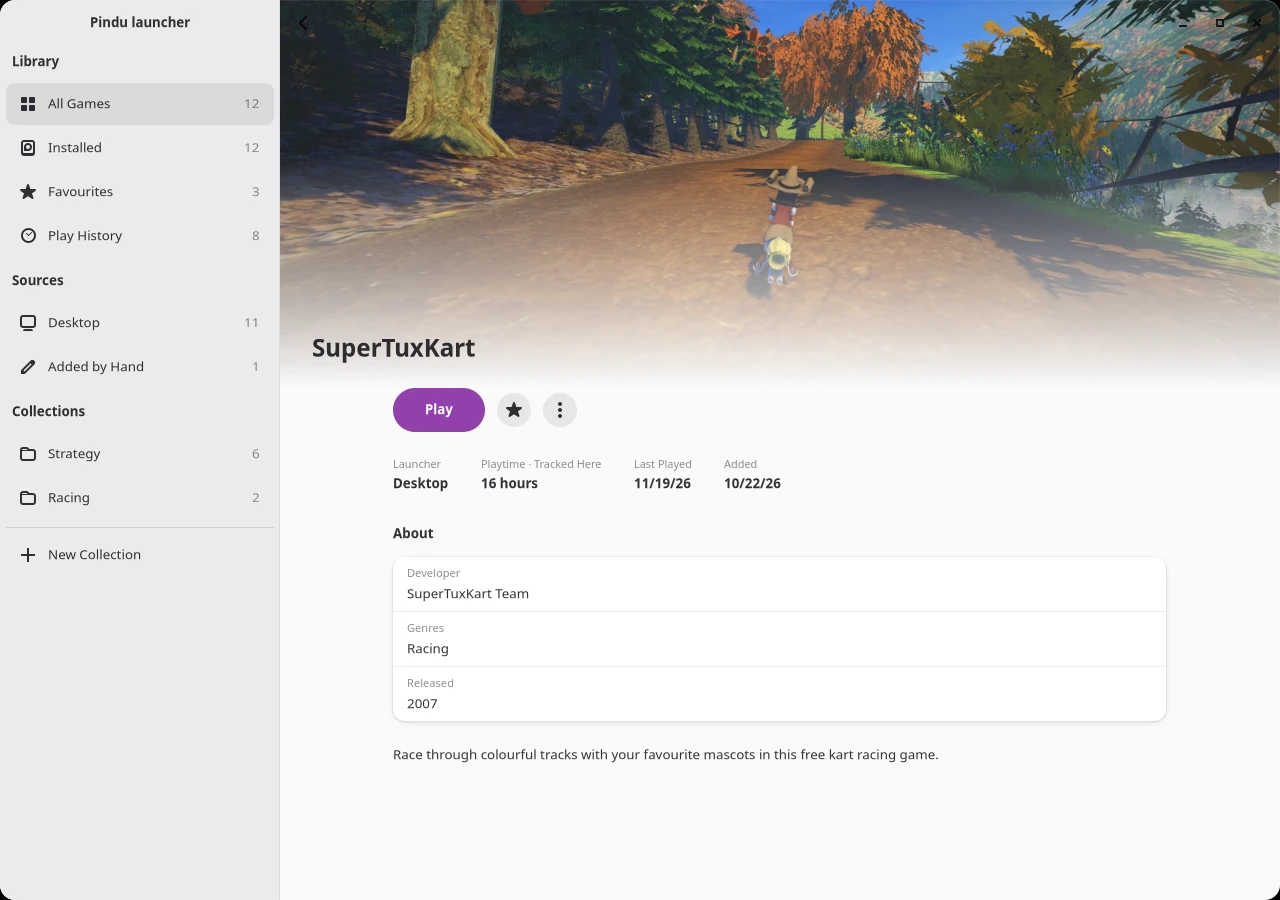 Pindu launcher
Library
All Games 12
Installed 12
Favourites 3
Play History 8
Sources
Desktop 11
Added by Hand 1
Collections
Strategy 6
Racing 2
New Collection
SuperTuxKart
Play
Launcher Playtime · Tracked Here Last Played Added
Desktop 16 hours 11/19/26 10/22/26
About
Developer
SuperTuxKart Team
Genres
Racing
Released
2007
Race through colourful tracks with your favourite mascots in this free kart racing game.